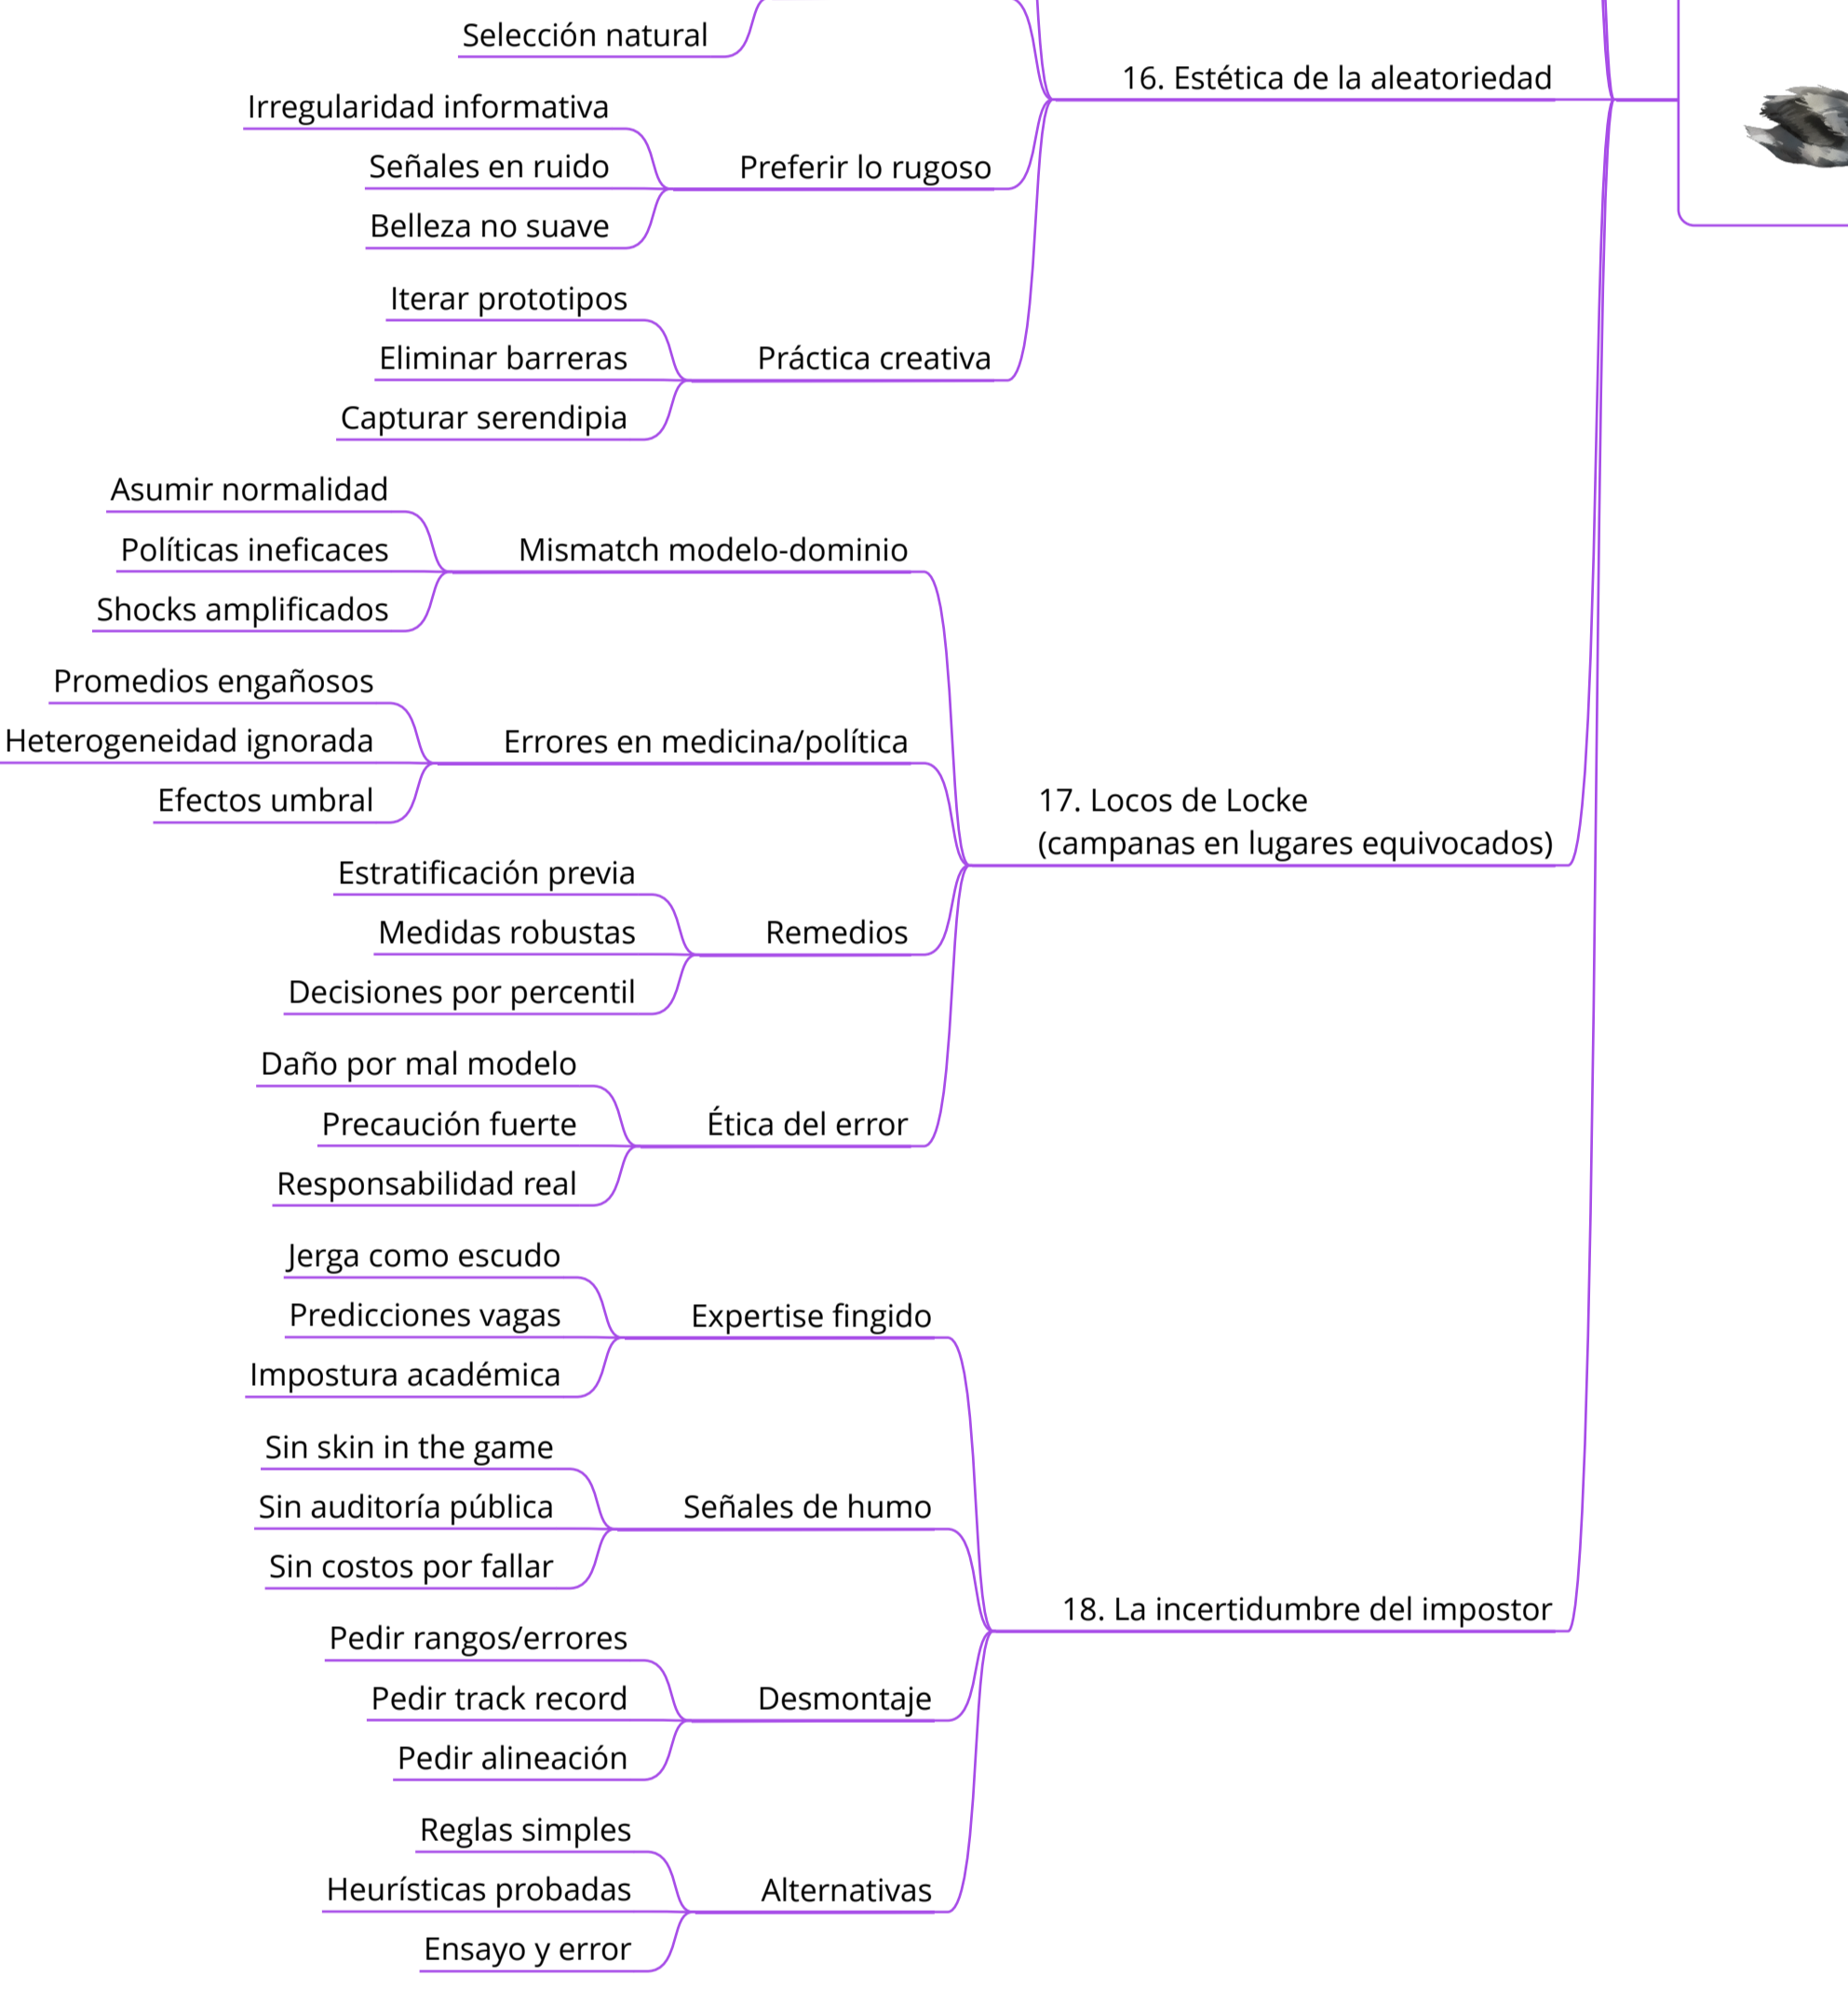 Selección natural
16. Estética de la aleatoriedad
Irregularidad informativa
Señales en ruido
Preferir lo rugoso
Belleza no suave
Iterar prototipos
Eliminar barreras
Práctica creativa
Capturar serendipia
Asumir normalidad
Políticas ineficaces
Mismatch modelo-dominio
Shocks amplificados
Promedios engañosos
Heterogeneidad ignorada
Errores en medicina/política
Efectos umbral
17. Locos de Locke
(campanas en lugares equivocados)
Estratificación previa
Medidas robustas
Remedios
Decisiones por percentil
Daño por mal modelo
Precaución fuerte
Ética del error
Responsabilidad real
Jerga como escudo
Predicciones vagas
Expertise fingido
Impostura académica
Sin skin in the game
Sin auditoría pública
Señales de humo
Sin costos por fallar
18. La incertidumbre del impostor
Pedir rangos/errores
Pedir track record
Desmontaje
Pedir alineación
Reglas simples
Heurísticas probadas
Alternativas
Ensayo y error